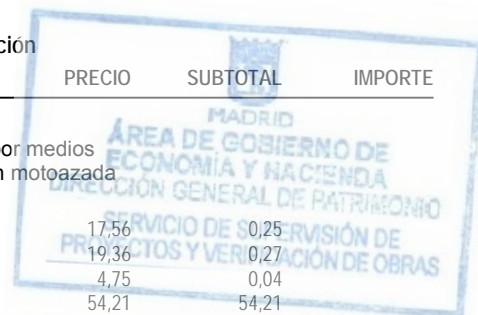 ción
PRECIO SUBTOTAL IMPORTE
MADRID
ÁREA DE GOBIERNO DE
por medios
ECONOMÍA Y HACIENDA
n motoazada
DIRECCIÓN GENERAL DE PATRIMONIO
SERVICIO DE SUPERVISIÓN DE
17,56 0,25
PROYECTOS Y VERIFICACIÓN DE OBRAS
19,36 0,27
4,75 0,04
54,21 54,21